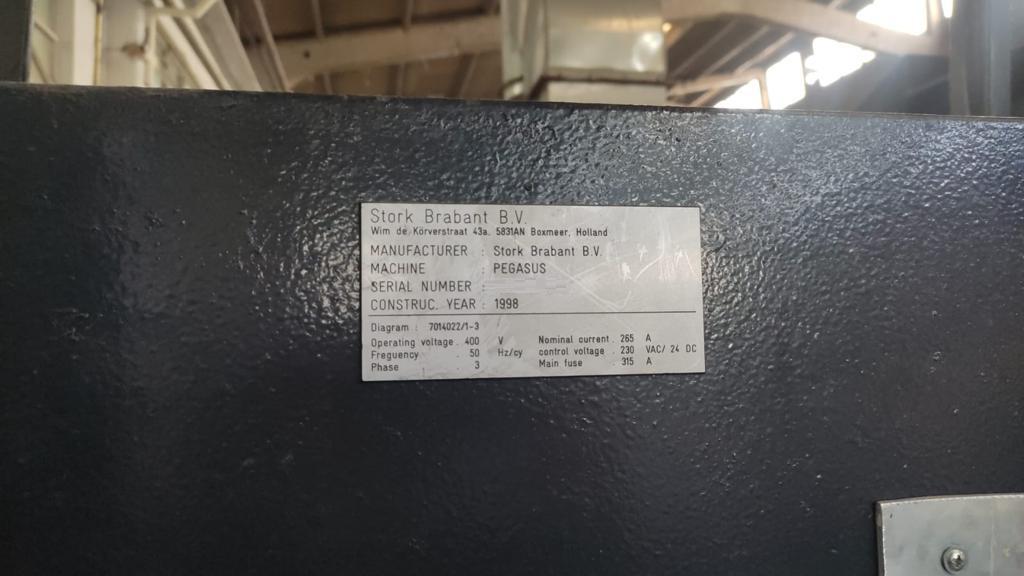 Stork Brabant B.V.
Wim de Körverstraat 43a. 5831AN Boxmeer, Holland
MANUFACTURER : Stork Brabant B.V.
MACHINE : PEGASUS
SERIAL NUMBER :
CONSTRUC. YEAR : 1998
Diagram : 7014022/1-3
Operating voltage . 400 V Nominal current . 265 A
Freguency . 50 Hz/cy control voltage . 230 VAC/ 24 DC
Phase . 3 Main fuse . 315 A